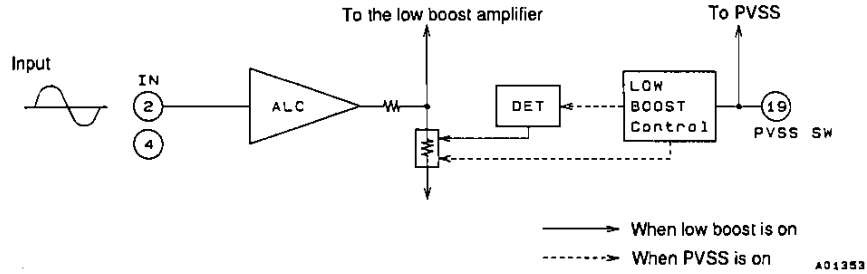 To the low boost amplifier
To PVSS
Input
IN
2
ALC
DET
LOW
BOOST
Control
19
PVSS SW
4
When low boost is on
When PVSS is on
A01353